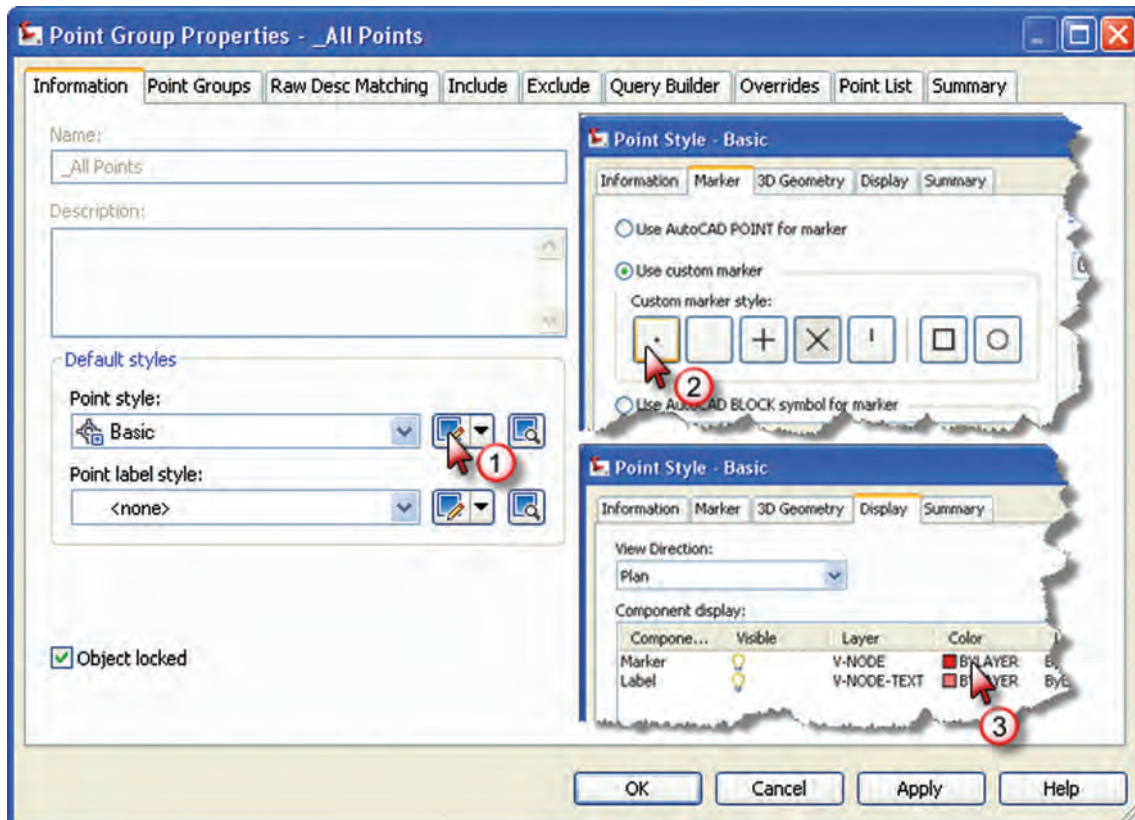 Point Group Properties - _All Points
Information Point Groups Raw Desc Matching Include Exclude Query Builder Overrides Point List Summary
Name:
_All Points
Description:
Default styles
Point style:
Basic
1
Point label style:
<none>
Object locked
Point Style - Basic
Information Marker 3D Geometry Display Summary
Use AutoCAD POINT for marker
Use custom marker
Custom marker style:
2
Use AutoCAD BLOCK symbol for marker
Point Style - Basic
Information Marker 3D Geometry Display Summary
View Direction:
Plan
Component display:
Compone... Visible Layer Color
Marker V-NODE BYLAYER
Label V-NODE-TEXT BYLAYER
3
OK Cancel Apply Help